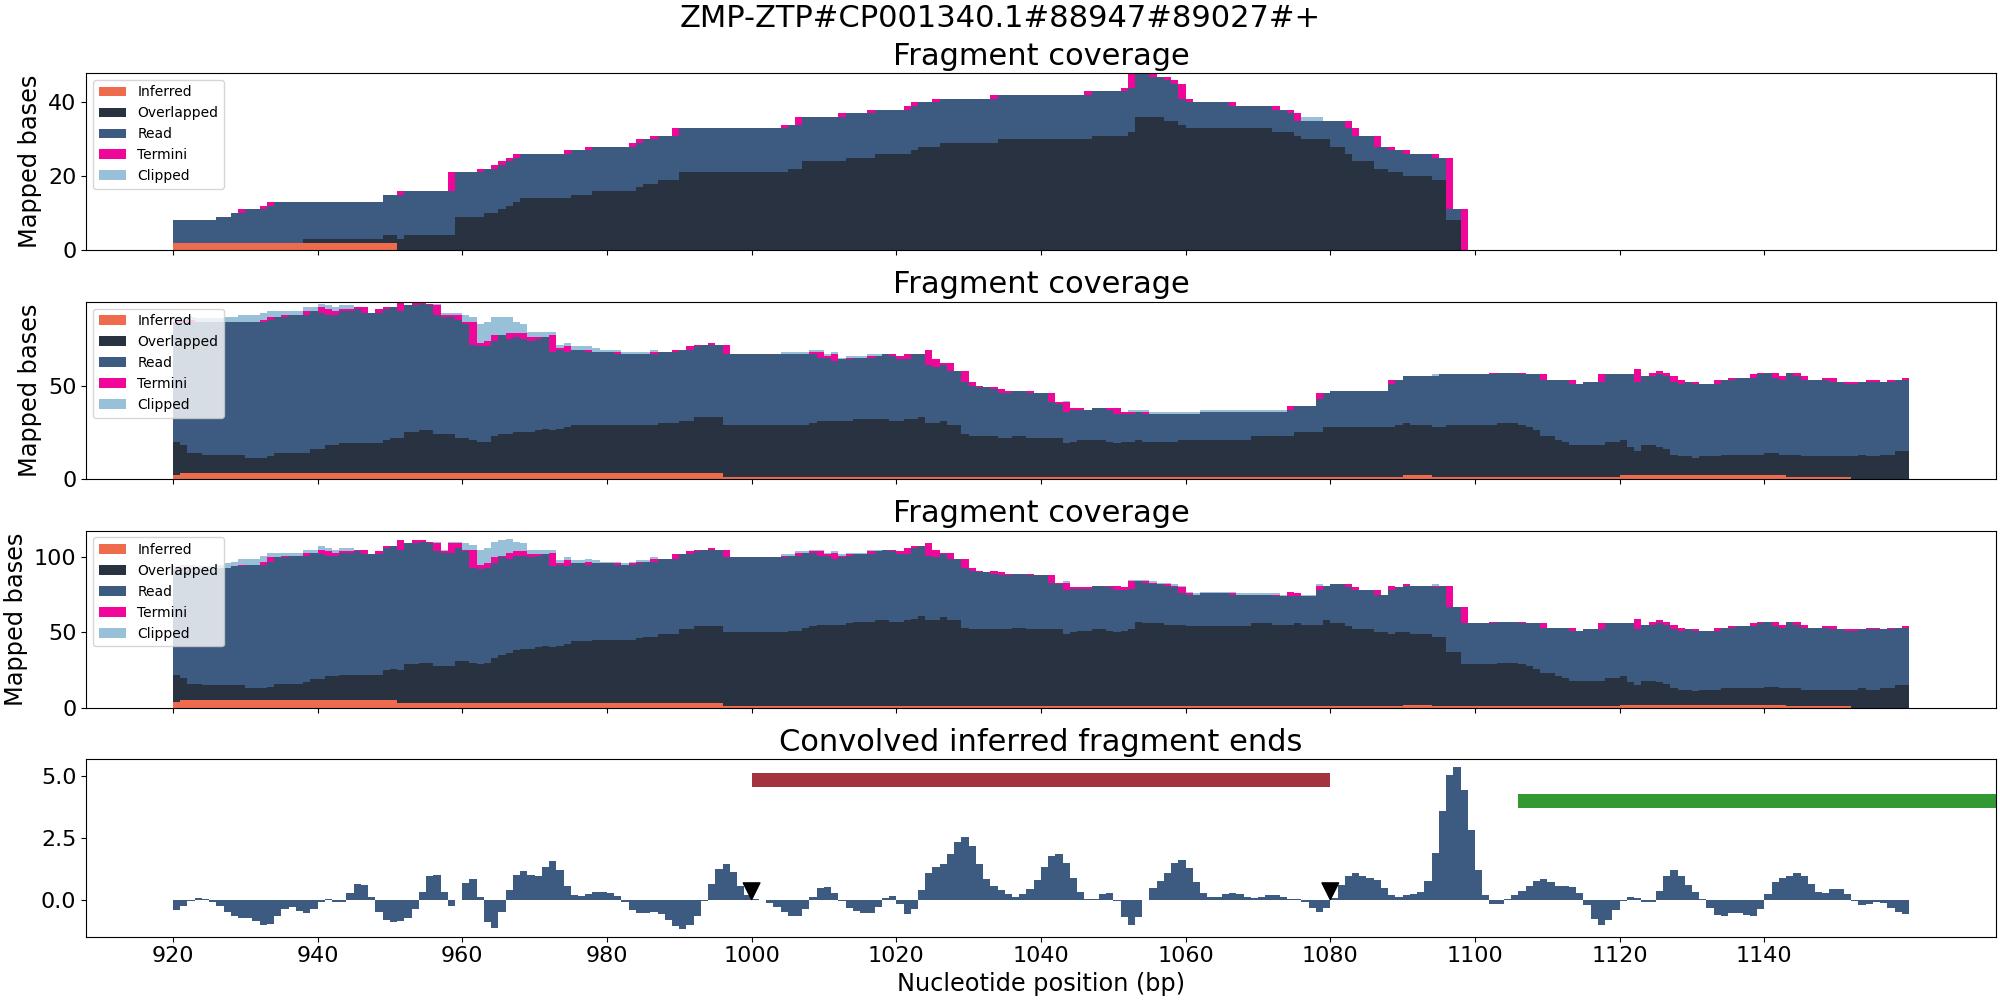 ZMP-ZTP#CP001340.1#88947#89027#+
Fragment coverage
Mapped bases
40
20
0
Inferred
Overlapped
Read
Termini
Clipped
Fragment coverage
Mapped bases
50
0
Inferred
Overlapped
Read
Termini
Clipped
Fragment coverage
Mapped bases
100
50
0
Inferred
Overlapped
Read
Termini
Clipped
Convolved inferred fragment ends
5.0
2.5
0.0
920 940 960 980 1000 1020 1040 1060 1080 1100 1120 1140
Nucleotide position (bp)